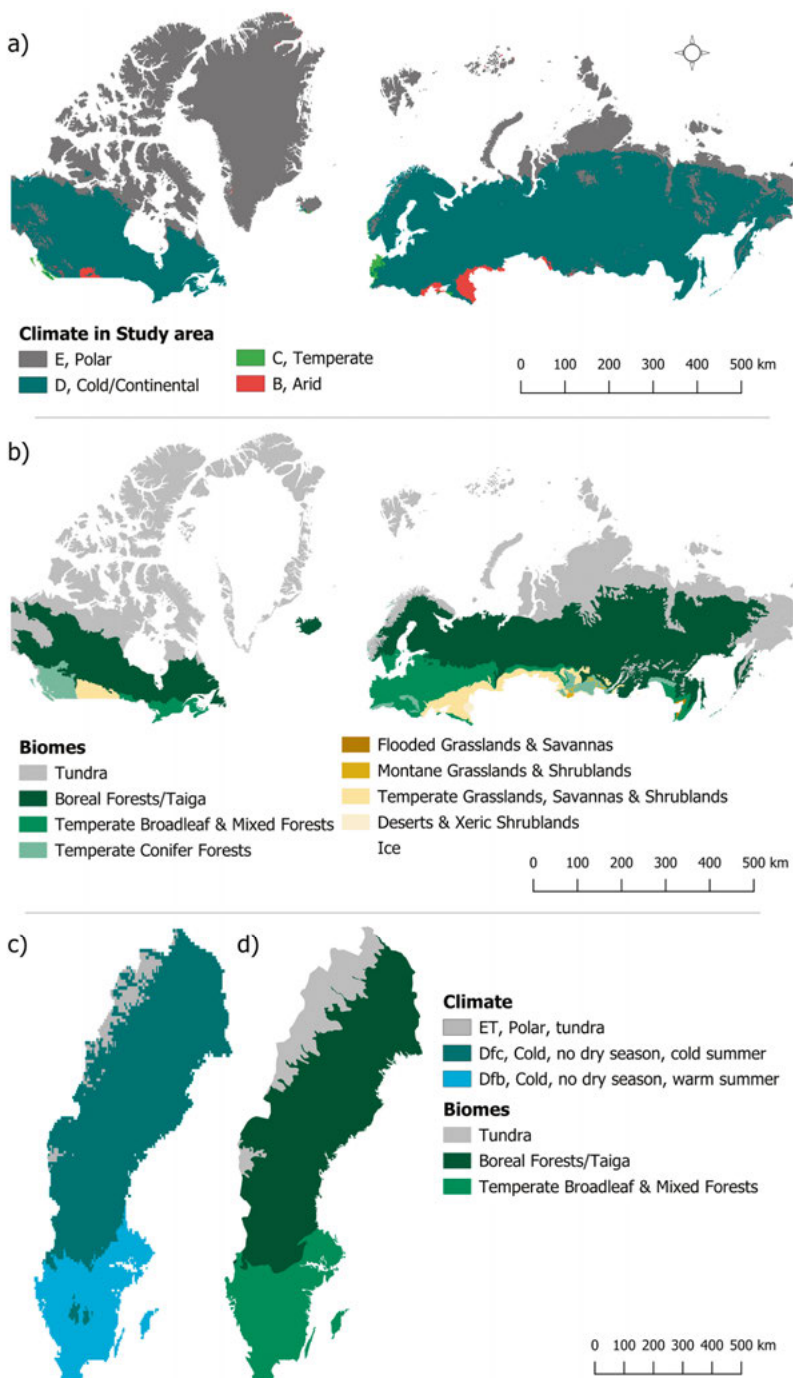 a)
Climate in Study area
E, Polar
C, Temperate
D, Cold/Continental
B, Arid
0 100 200 300 400 500 km
b)
Biomes
Tundra
Boreal Forests/Taiga
Temperate Broadleaf & Mixed Forests
Temperate Conifer Forests
Flooded Grasslands & Savannas
Montane Grasslands & Shrublands
Temperate Grasslands, Savannas & Shrublands
Deserts & Xeric Shrublands
Ice
0 100 200 300 400 500 km
c)
d)
Climate
ET, Polar, tundra
Dfc, Cold, no dry season, cold summer
Dfb, Cold, no dry season, warm summer
Biomes
Tundra
Boreal Forests/Taiga
Temperate Broadleaf & Mixed Forests
0 100 200 300 400 500 km